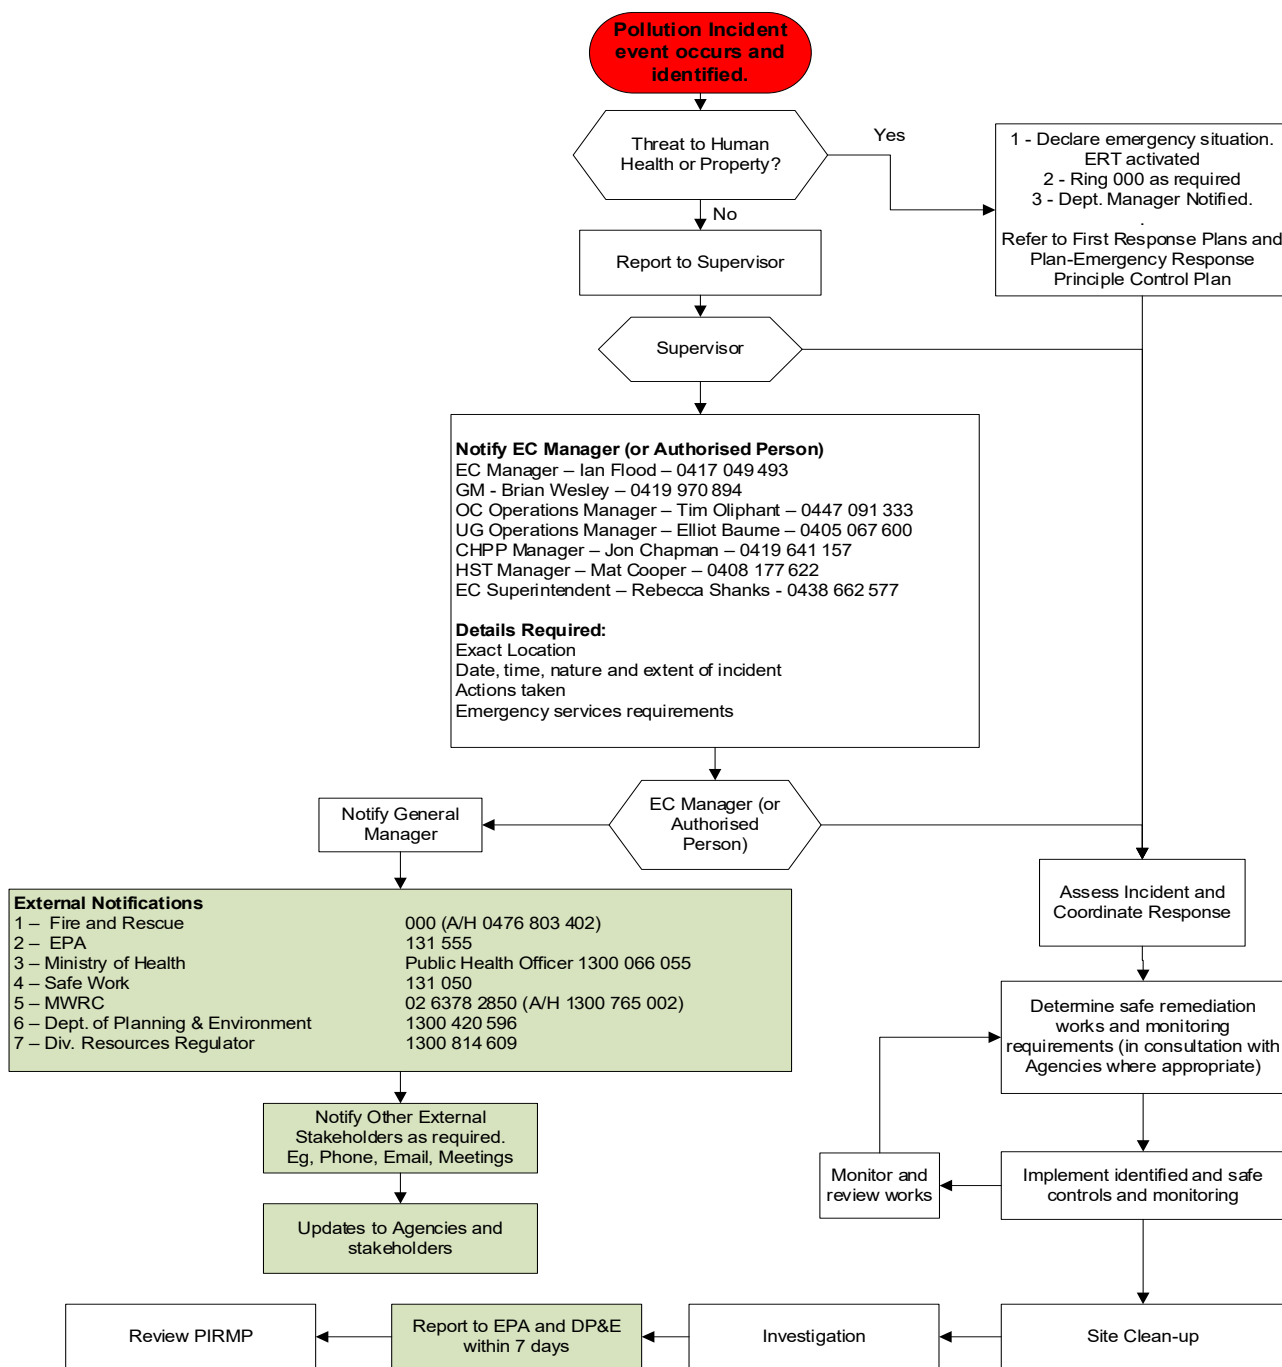 Pollution Incident
event occurs and
identified.
Threat to Human
Health or Property?
Yes
No
1 - Declare emergency situation.
ERT activated
2 - Ring 000 as required
3 - Dept. Manager Notified.
.
Refer to First Response Plans and
Plan-Emergency Response
Principle Control Plan
Report to Supervisor
Supervisor
Notify EC Manager (or Authorised Person)
EC Manager – Ian Flood – 0417 049 493
GM - Brian Wesley – 0419 970 894
OC Operations Manager – Tim Oliphant – 0447 091 333
UG Operations Manager – Elliot Baume – 0405 067 600
CHPP Manager – Jon Chapman – 0419 641 157
HST Manager – Mat Cooper – 0408 177 622
EC Superintendent – Rebecca Shanks - 0438 662 577
Details Required:
Exact Location
Date, time, nature and extent of incident
Actions taken
Emergency services requirements
EC Manager (or
Authorised
Person)
Notify General
Manager
External Notifications
1 – Fire and Rescue 000 (A/H 0476 803 402)
2 – EPA 131 555
3 – Ministry of Health Public Health Officer 1300 066 055
4 – Safe Work 131 050
5 – MWRC 02 6378 2850 (A/H 1300 765 002)
6 – Dept. of Planning & Environment 1300 420 596
7 – Div. Resources Regulator 1300 814 609
Notify Other External
Stakeholders as required.
Eg, Phone, Email, Meetings
Updates to Agencies and
stakeholders
Assess Incident and
Coordinate Response
Determine safe remediation
works and monitoring
requirements (in consultation with
Agencies where appropriate)
Monitor and
review works
Implement identified and safe
controls and monitoring
Site Clean-up
Investigation
Report to EPA and DP&E
within 7 days
Review PIRMP